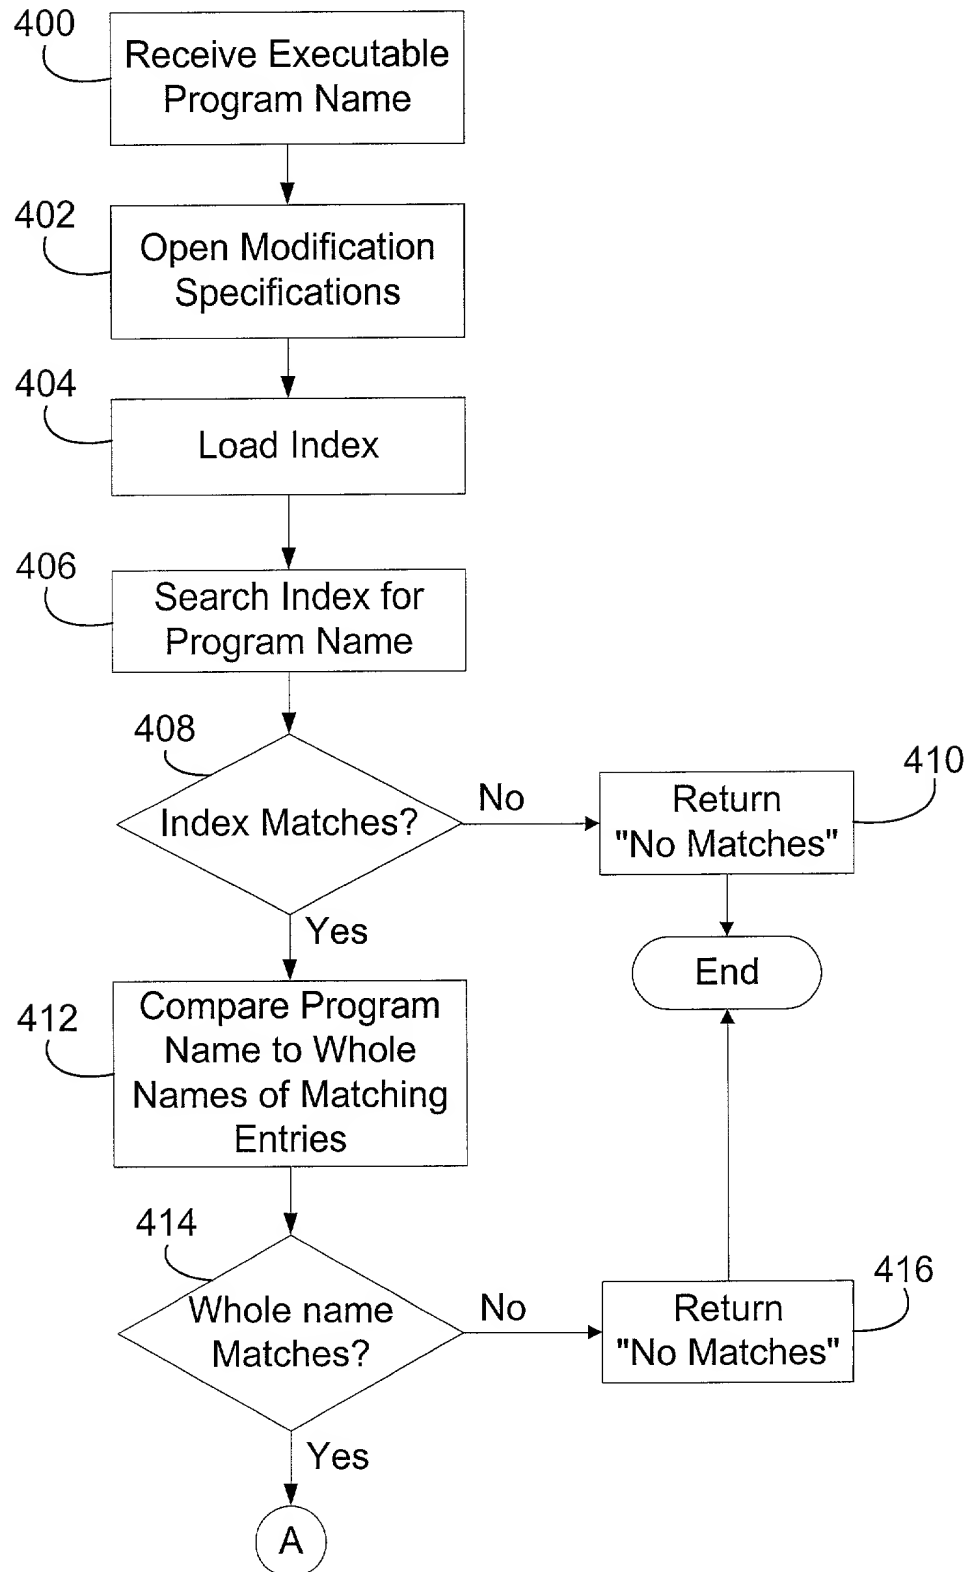 400
Receive Executable
Program Name
402
Open Modification
Specifications
404
Load Index
406
Search Index for
Program Name
408
Index Matches?
No
Return
"No Matches"
410
Yes
End
412
Compare Program
Name to Whole
Names of Matching
Entries
414
Whole name
Matches?
No
Return
"No Matches"
416
Yes
A